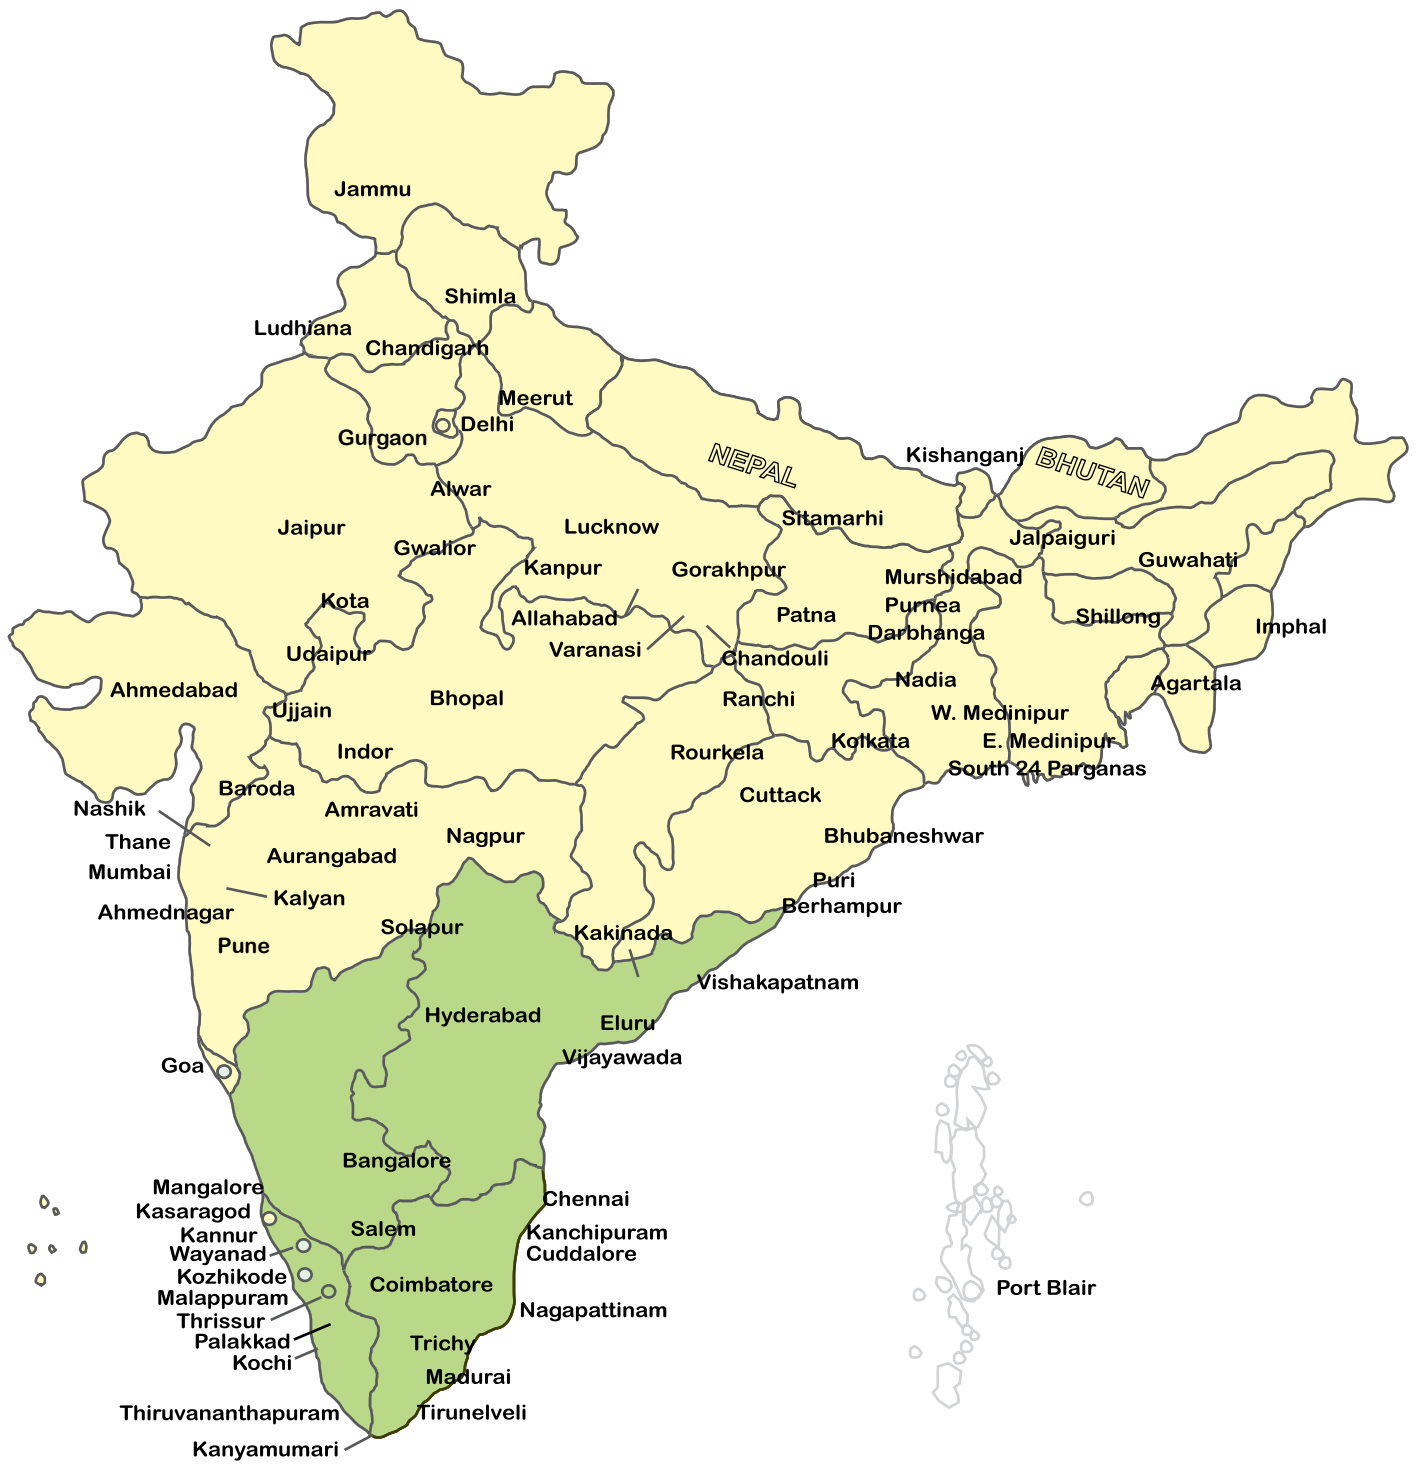 Jammu
Shimla
Ludhiana
Chandigarh
Meerut
Delhi
Gurgaon
NEPAL
Kishanganj
BHUTAN
Alwar
Sitamarhi
Jaipur
Lucknow
Jalpaiguri
Gwalior
Guwahati
Kanpur
Gorakhpur
Murshidabad
Kota
Purnea
Allahabad
Patna
Shillong
Imphal
Darbhanga
Udaipur
Varanasi
Chandouli
Nadia
Agartala
Ahmedabad
Bhopal
Ranchi
Ujjain
W. Medinipur
Indor
Rourkela
Kolkata
E. Medinipur
South 24 Parganas
Baroda
Cuttack
Nashik
Amravati
Nagpur
Bhubaneshwar
Thane
Aurangabad
Mumbai
Puri
Kalyan
Berhampur
Ahmednagar
Solapur
Kakinada
Pune
Vishakapatnam
Hyderabad
Eluru
Vijayawada
Goa
Bangalore
Mangalore
Chennai
Kasaragod
Salem
Kannur
Kanchipuram
Wayanad
Cuddalore
Kozhikode
Coimbatore
Port Blair
Malappuram
Nagapattinam
Thrissur
Palakkad
Trichy
Kochi
Madurai
Thiruvananthapuram
Tirunelveli
Kanyamumari